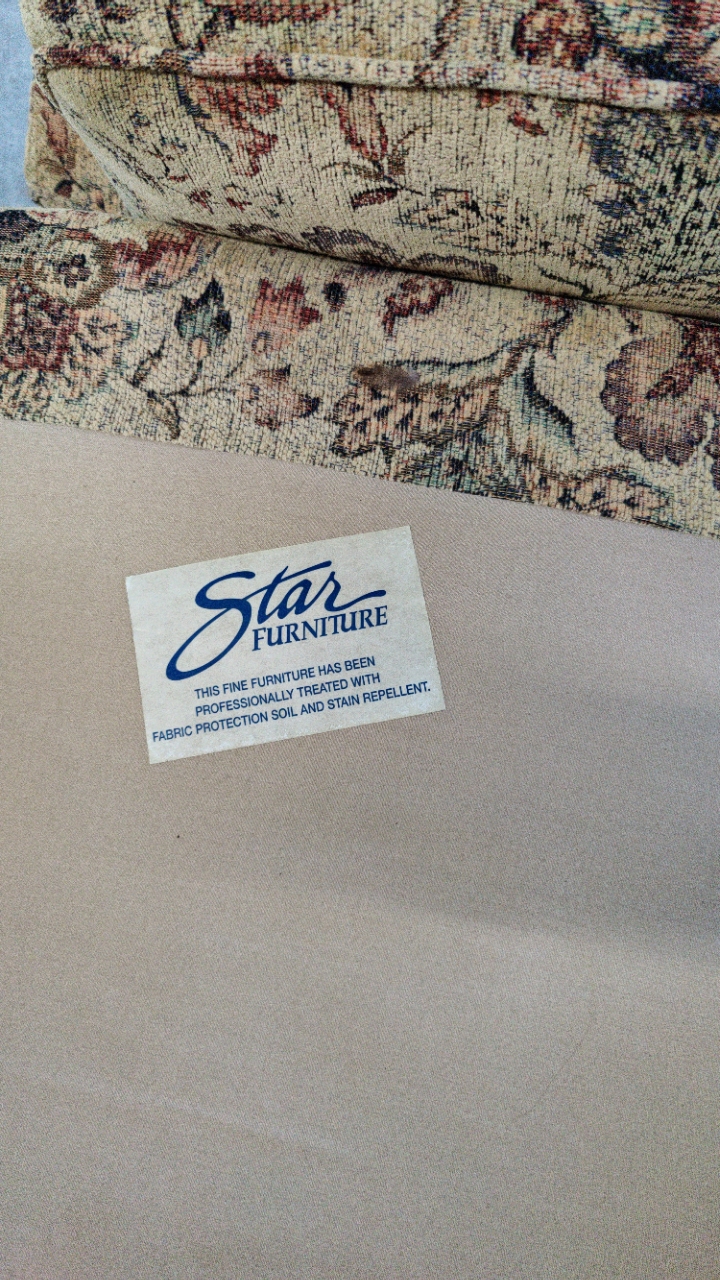 Star
FURNITURE
THIS FINE FURNITURE HAS BEEN
PROFESSIONALLY TREATED WITH
FABRIC PROTECTION SOIL AND STAIN REPELLENT.